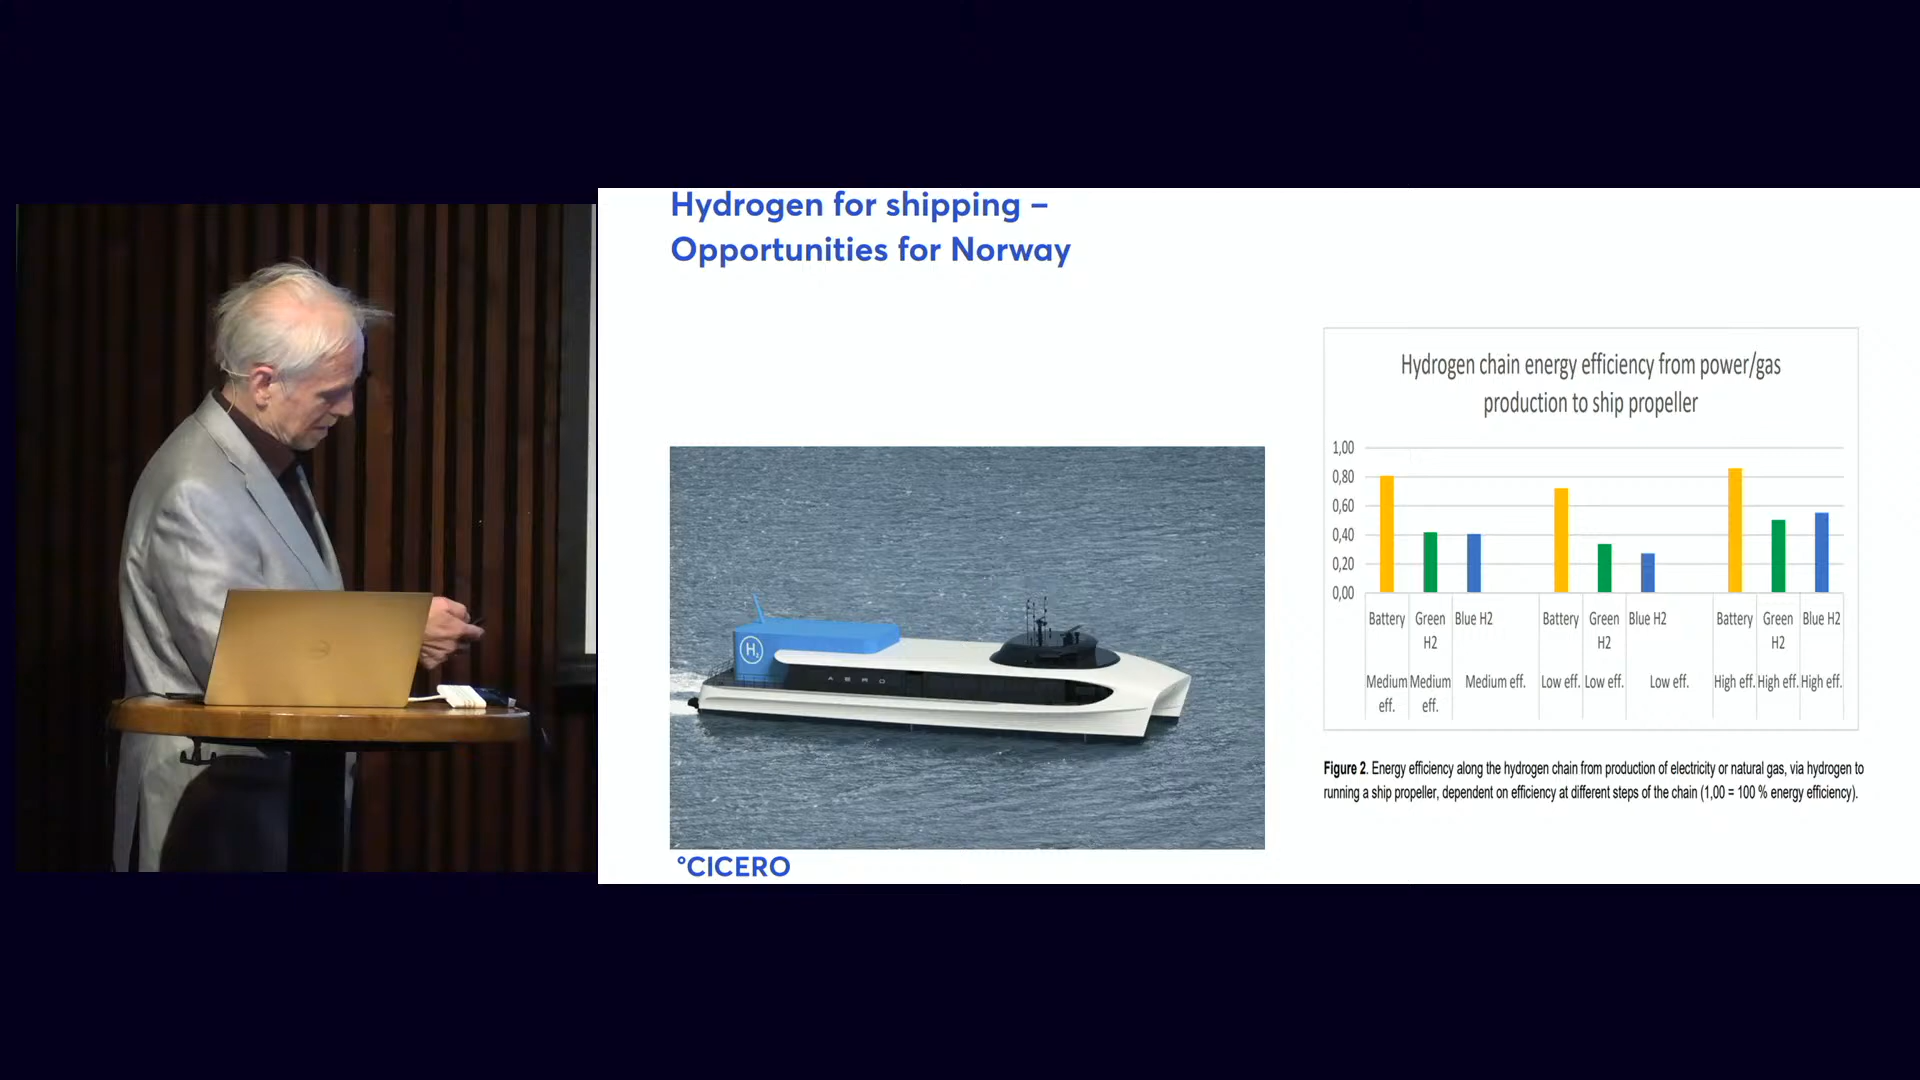 Hydrogen for shipping –
Opportunities for Norway
H2
AERO
°CICERO
Hydrogen chain energy efficiency from power/gas
production to ship propeller
1,00
0,80
0,60
0,40
0,20
0,00
Battery Green H2 Blue H2 Battery Green H2 Blue H2 Battery Green H2 Blue H2
Medium eff. Medium eff. Medium eff. Low eff. Low eff. Low eff. High eff. High eff. High eff.
Figure 2. Energy efficiency along the hydrogen chain from production of electricity or natural gas, via hydrogen to
running a ship propeller, dependent on efficiency at different steps of the chain (1,00 = 100 % energy efficiency).